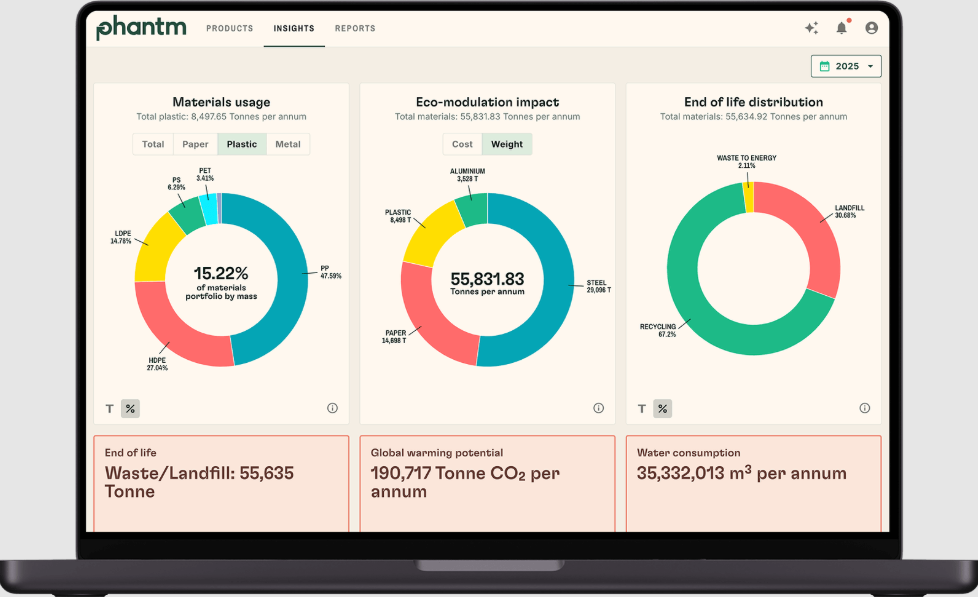 phantm
PRODUCTS
INSIGHTS
REPORTS
2025
Materials usage
Total plastic: 8,497.65 Tonnes per annum
Total
Paper
Plastic
Metal
PET
3.41%
PS
6.29%
LDPE
14.78%
PP
47.59%
HDPE
27.04%
15.22%
of materials
portfolio by mass
T
%
Eco-modulation impact
Total materials: 55,831.83 Tonnes per annum
Cost
Weight
ALUMINIUM
3,528 T
PLASTIC
8,498 T
STEEL
29,098 T
PAPER
14,698 T
55,831.83
Tonnes per annum
End of life distribution
Total materials: 55,634.92 Tonnes per annum
WASTE TO ENERGY
2.11%
LANDFILL
30.68%
RECYCLING
67.2%
T
%
End of life
Waste/Landfill: 55,635
Tonne
Global warming potential
190,717 Tonne CO₂ per
annum
Water consumption
35,332,013 m³ per annum